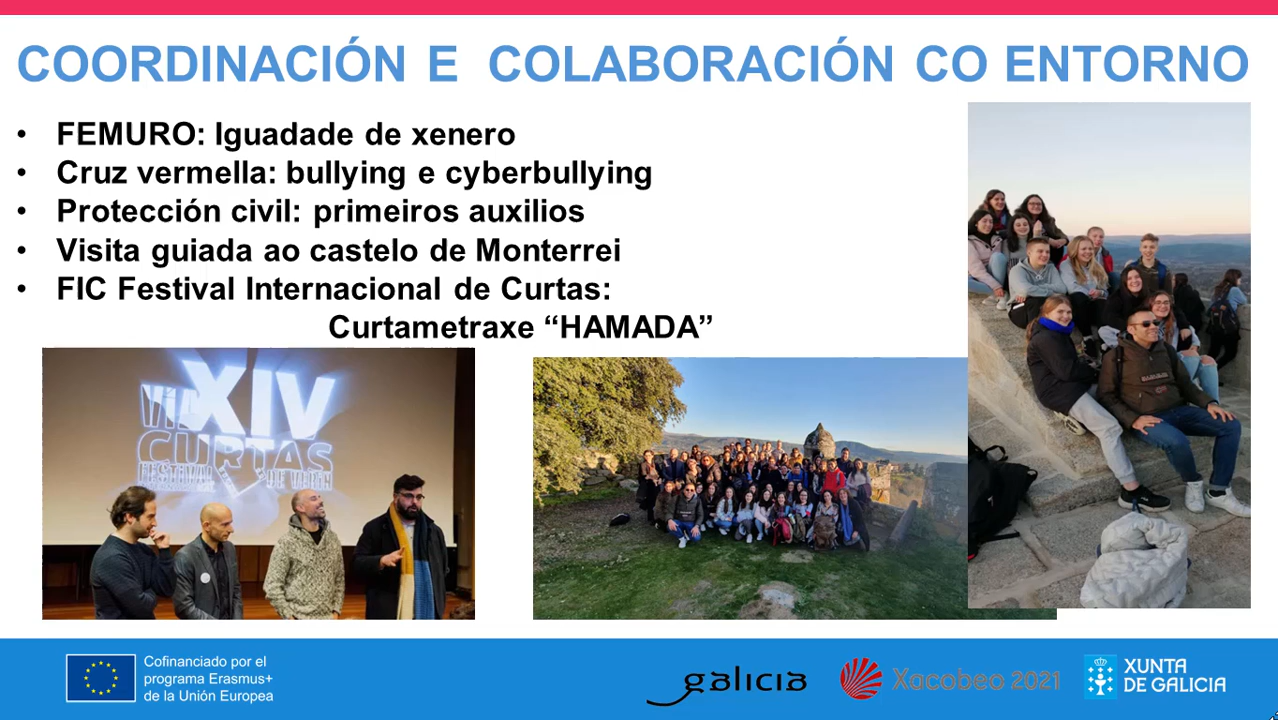 COORDINACIÓN E COLABORACIÓN CO ENTORNO
• FEMURO: Iguadade de xenero
• Cruz vermella: bullying e cyberbullying
• Protección civil: primeiros auxilios
• Visita guiada ao castelo de Monterrei
• FIC Festival Internacional de Curtas:
Curtametraxe “HAMADA”
XIV
CURTAS
FESTIVAL
Cofinanciado por el
programa Erasmus+
de la Unión Europea
galicia
Xacobeo 2021
XUNTA
DE GALICIA